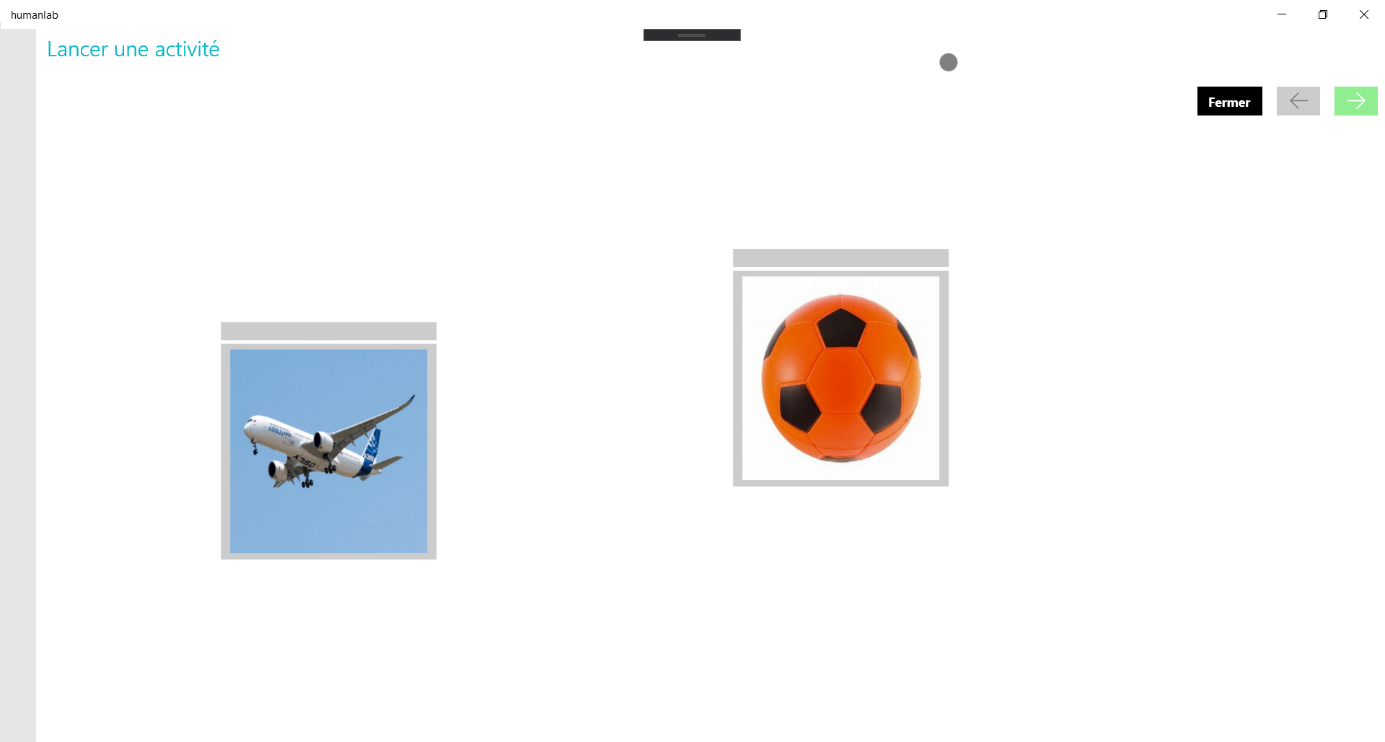 humanlab
Lancer une activité
Fermer